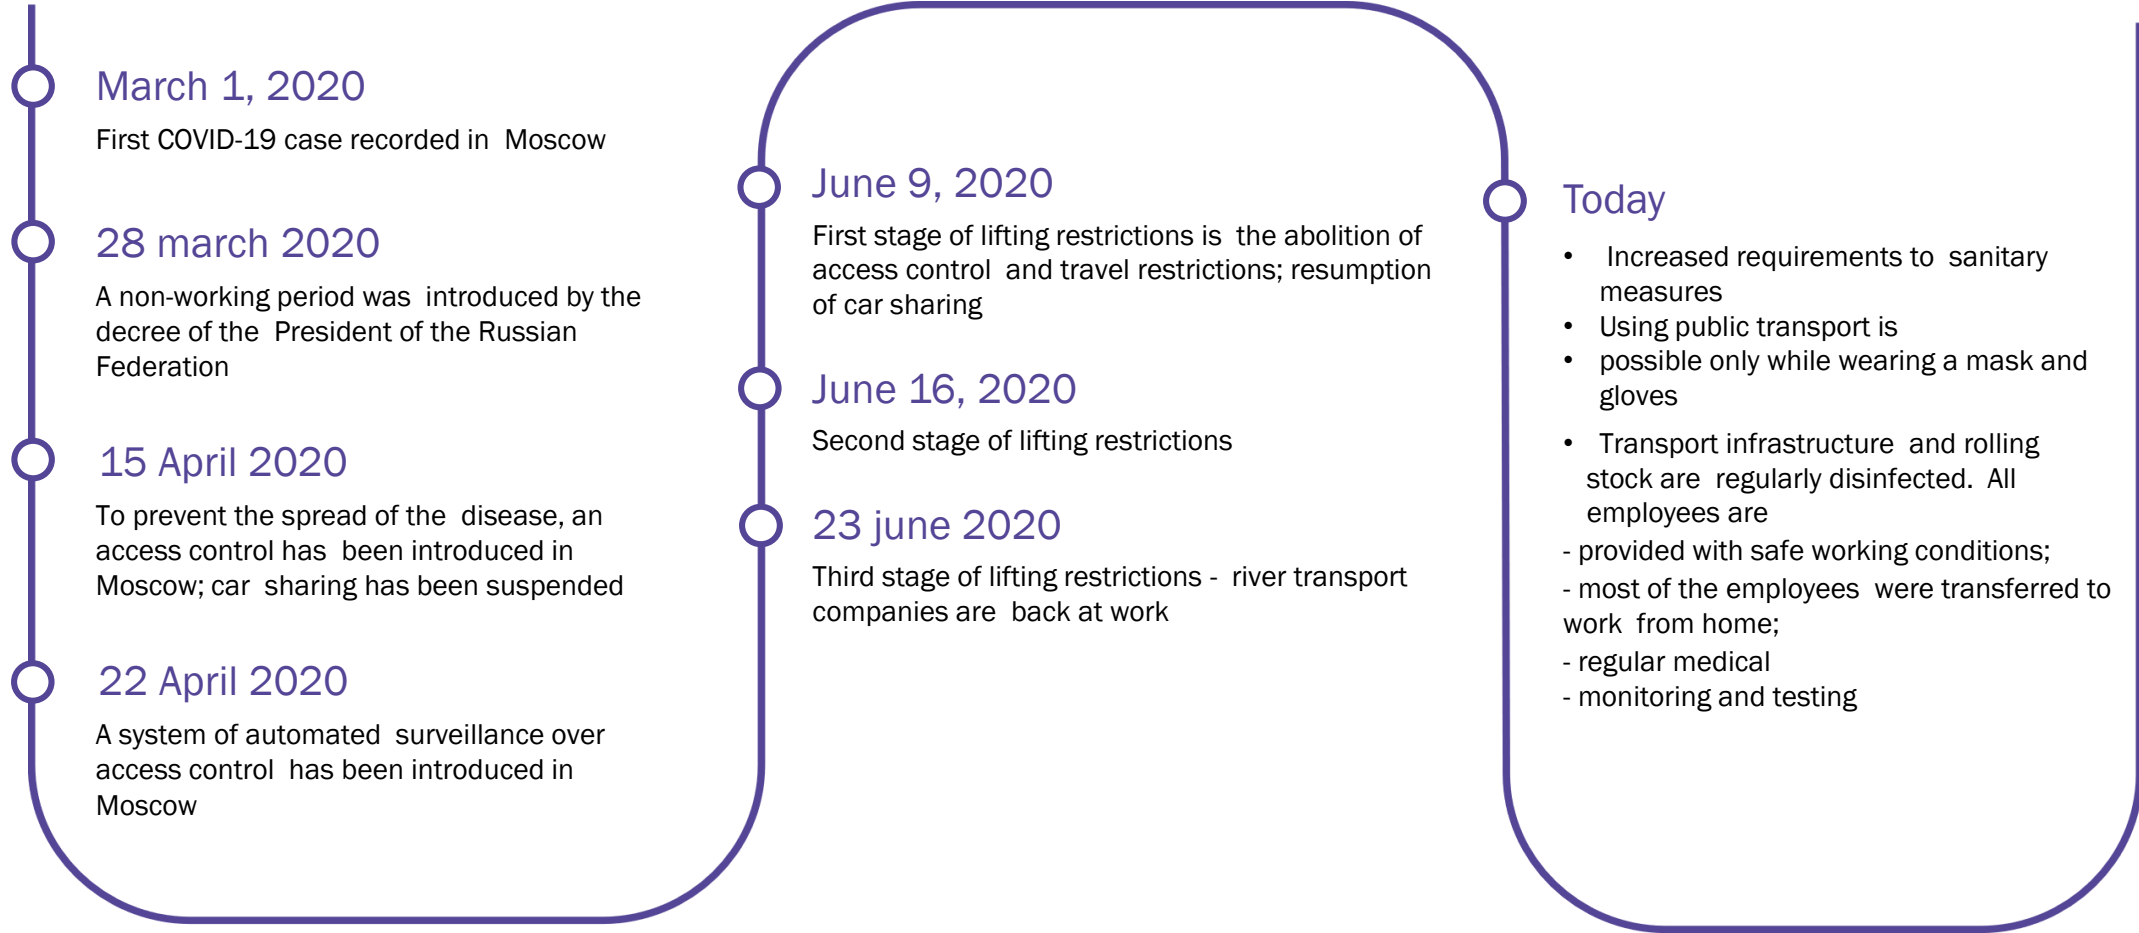 March 1, 2020
First COVID-19 case recorded in Moscow
28 march 2020
A non-working period was introduced by the
decree of the President of the Russian
Federation
15 April 2020
To prevent the spread of the disease, an
access control has been introduced in
Moscow; car sharing has been suspended
22 April 2020
A system of automated surveillance over
access control has been introduced in
Moscow
June 9, 2020
First stage of lifting restrictions is the abolition of
access control and travel restrictions; resumption
of car sharing
June 16, 2020
Second stage of lifting restrictions
23 june 2020
Third stage of lifting restrictions - river transport
companies are back at work
Today
• Increased requirements to sanitary
measures
• Using public transport is
• possible only while wearing a mask and
gloves
• Transport infrastructure and rolling
stock are regularly disinfected. All
employees are
- provided with safe working conditions;
- most of the employees were transferred to
work from home;
- regular medical
- monitoring and testing